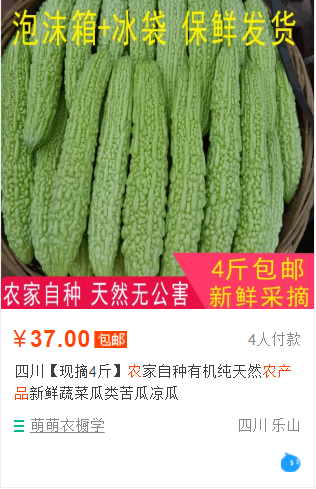 泡沫箱+冰袋 保鲜发货
4斤包邮
农家自种 天然无公害
新鲜采摘
￥37.00 包邮
4人付款
四川【现摘4斤】农家自种有机纯天然农产
品新鲜蔬菜瓜类苦瓜凉瓜
萌萌衣橱学
四川 乐山